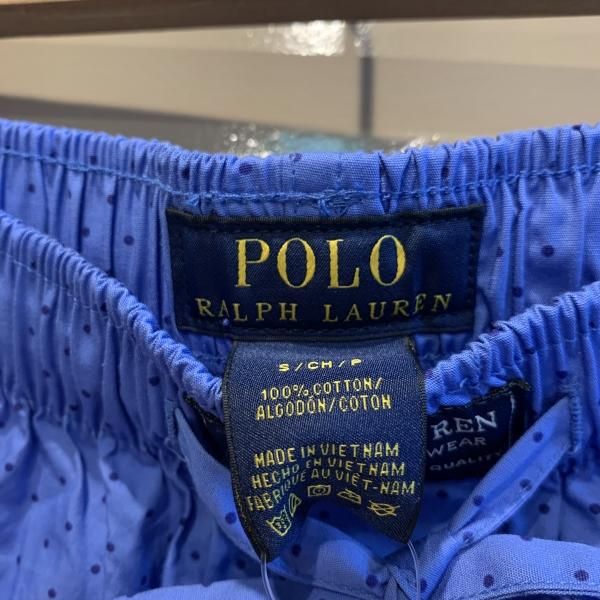 POLO
RALPH LAUREN
S/CH/P
100% COTTON/
ALGODÓN/COTON
MADE IN VIETNAM
HECHO EN VIETNAM
FABRIQUÉ AU VIET-NAM
REN
WEAR
QUALITY